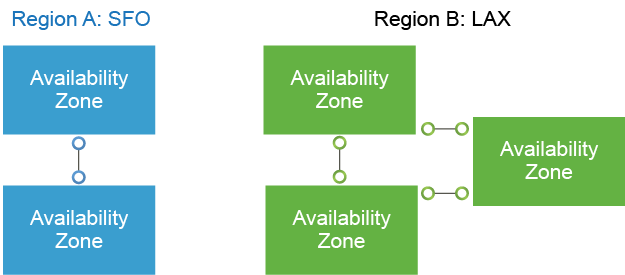 Region A: SFO
Region B: LAX
Availability
Zone
Availability
Zone
Availability
Zone
Availability
Zone
Availability
Zone